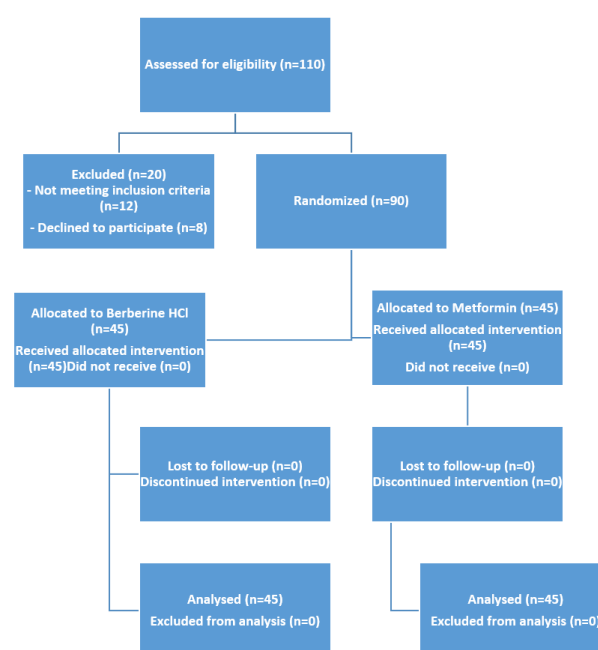 Assessed for eligibility (n=110)
Excluded (n=20)
- Not meeting inclusion criteria
(n=12)
- Declined to participate (n=8)
Randomized (n=90)
Allocated to Berberine HCl
(n=45)
Received allocated intervention
(n=45)Did not receive (n=0)
Allocated to Metformin (n=45)
Received allocated intervention
(n=45)
Did not receive (n=0)
Lost to follow-up (n=0)
Discontinued intervention (n=0)
Lost to follow-up (n=0)
Discontinued intervention (n=0)
Analysed (n=45)
Excluded from analysis (n=0)
Analysed (n=45)
Excluded from analysis (n=0)